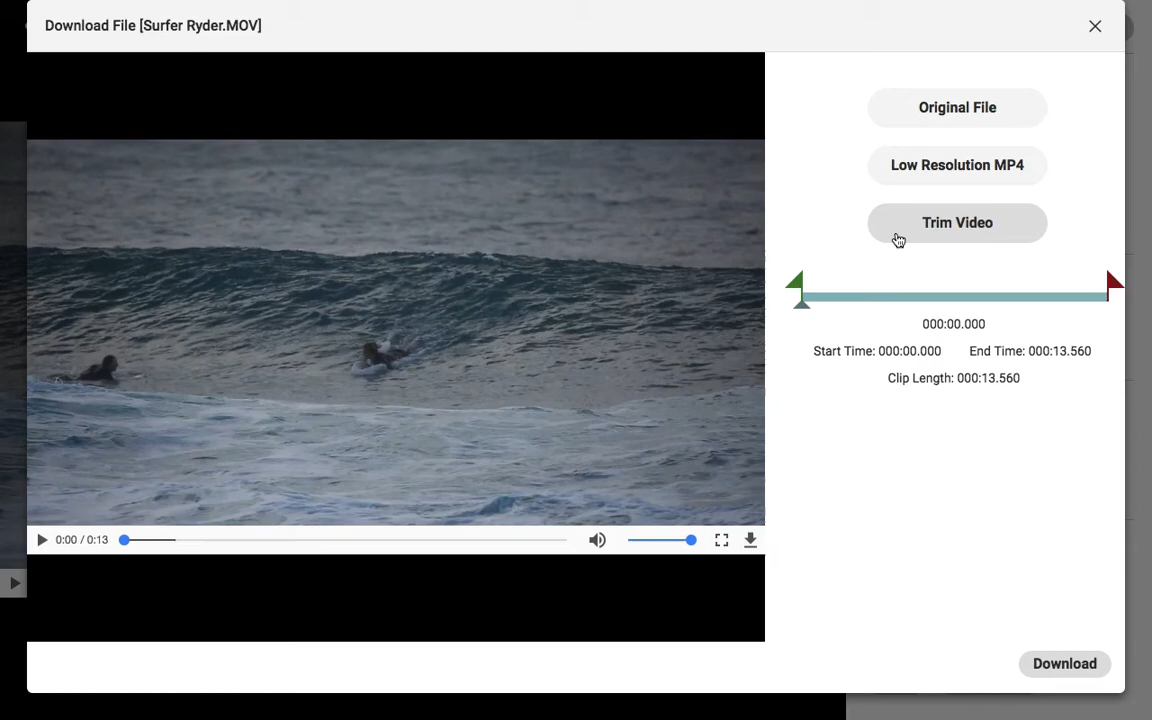 Download File [Surfer Ryder.MOV]
Original File
Low Resolution MP4
Trim Video
000:00.000
Start Time: 000:00.000 End Time: 000:13.560
Clip Length: 000:13.560
0:00 / 0:13
Download